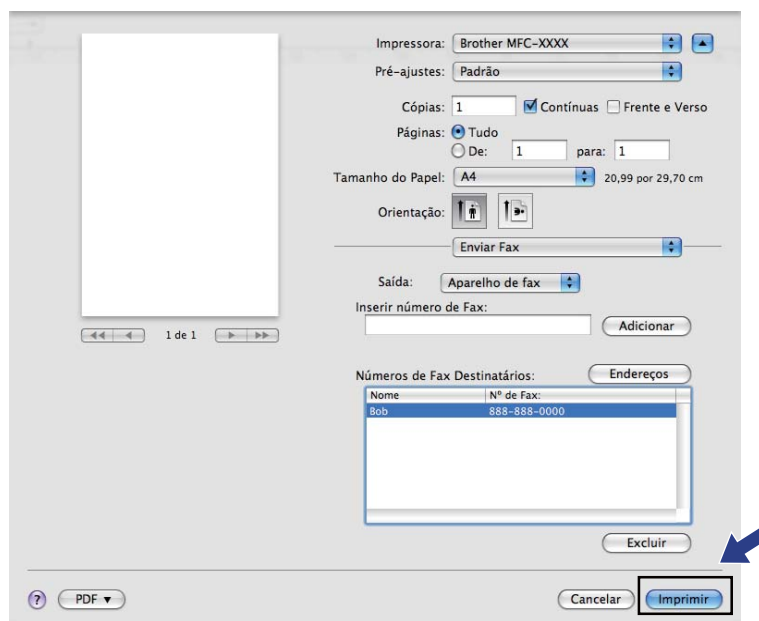 Impressora: Brother MFC-XXXX
Pré-ajustes: Padrão
Cópias: 1 Contínuas Frente e Verso
Páginas: Tudo
De: 1 para: 1
Tamanho do Papel: A4 20,99 por 29,70 cm
Orientação:
Enviar Fax
Saída: Aparelho de fax
Inserir número de Fax:
Adicionar
1 de 1
Números de Fax Destinatários: Endereços
Nome Nº de Fax:
Bob 888-888-0000
Excluir
? PDF Cancelar Imprimir